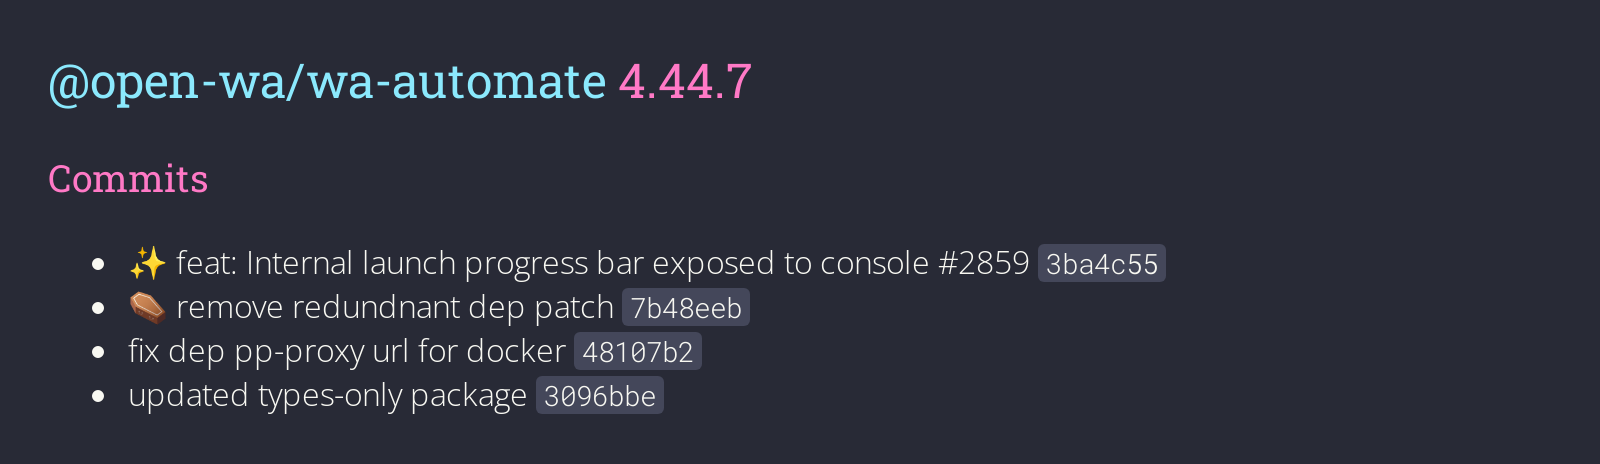 @open-wa/wa-automate 4.44.7
Commits
✨ feat: Internal launch progress bar exposed to console #2859 3ba4c55
⚰️ remove redundnant dep patch 7b48eeb
fix dep pp-proxy url for docker 48107b2
updated types-only package 3096bbe